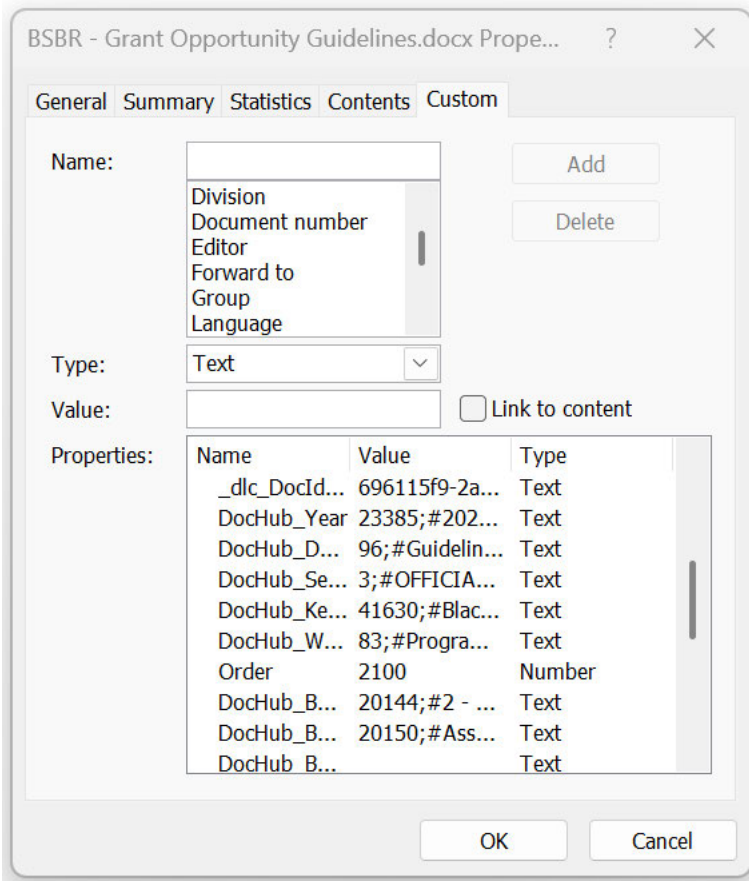 BSBR - Grant Opportunity Guidelines.docx Prope... ? ×
General Summary Statistics Contents Custom
Name: Add
Division
Document number Delete
Editor
Forward to
Group
Language
Type: Text
Value: Link to content
Properties: Name Value Type
_dlc_DocId... 696115f9-2a... Text
DocHub_Year 23385;#202... Text
DocHub_D... 96;#Guidelin... Text
DocHub_Se... 3;#OFFICIA... Text
DocHub_Ke... 41630;#Blac... Text
DocHub_W... 83;#Progra... Text
Order 2100 Number
DocHub_B... 20144;#2 - ... Text
DocHub_B... 20150;#Ass... Text
DocHub_B... Text
OK Cancel